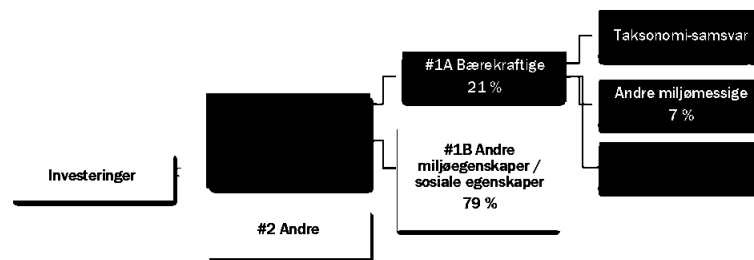 Investeringer
#2 Andre
#1A Bærekraftige
21 %
#1B Andre
miljøegenskaper /
sosiale egenskaper
79 %
Taksonomi-samsvar
Andre miljømessige
7 %